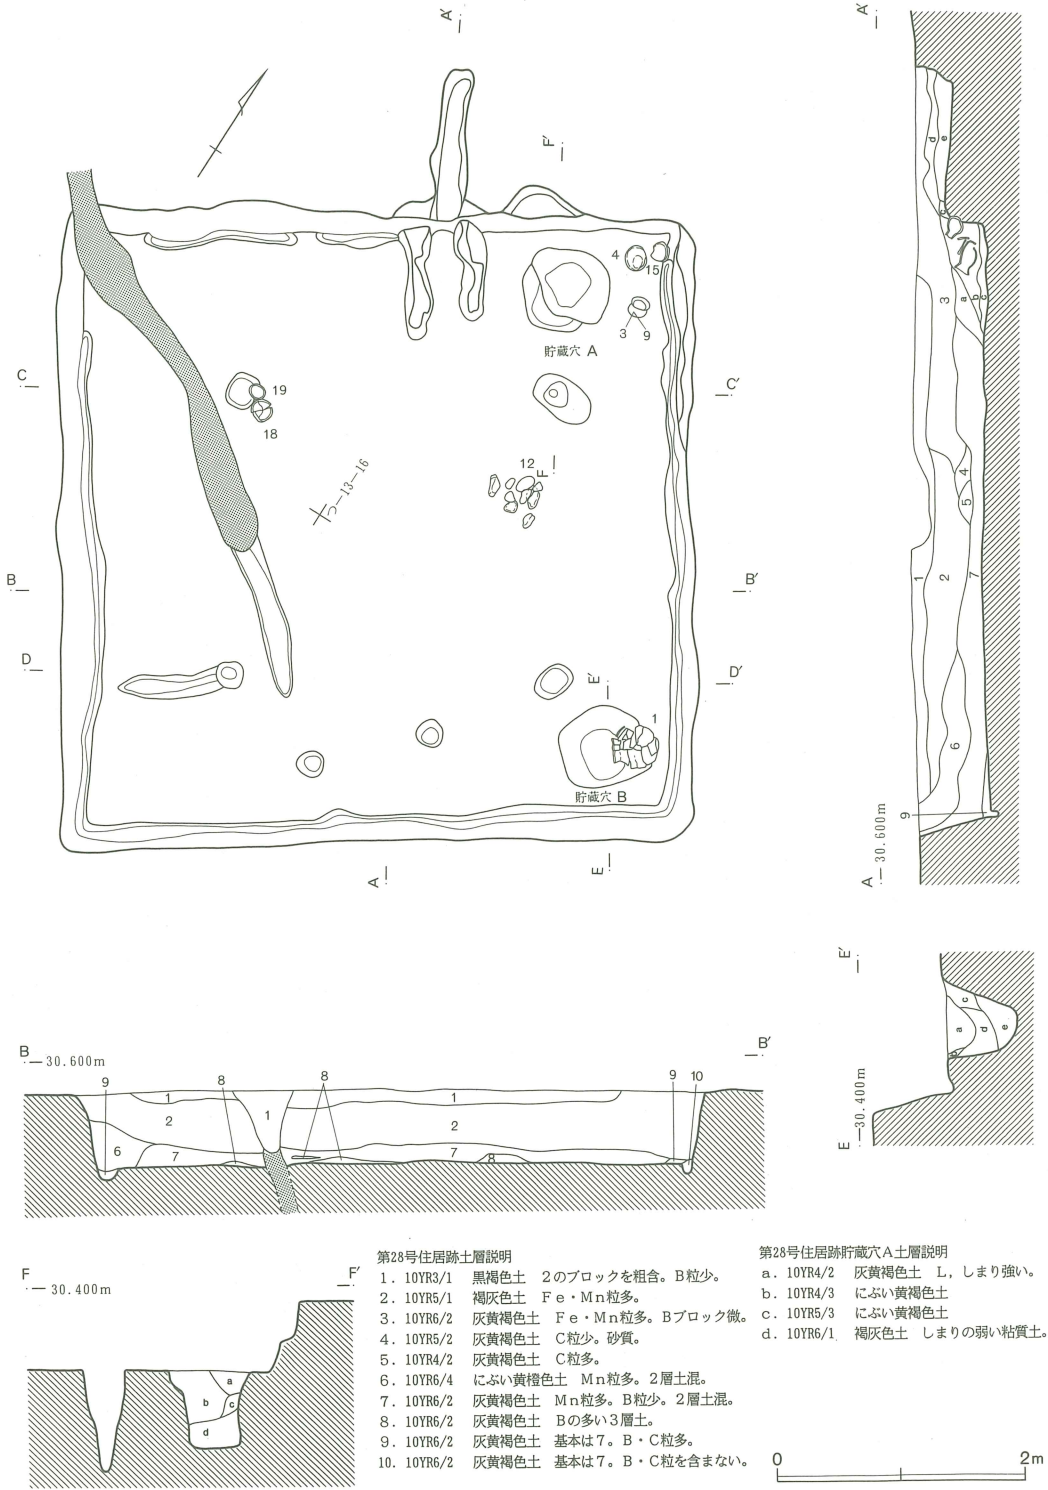 A′
A′
F′
4
15
3
9
貯蔵穴 A
C
C′
19
18
12
F
つ―13―16
B
B′
D
D′
E′
1
貯蔵穴 B
A
E
d
e
c
3
a
b
c
4
5
1
2
7
6
9
A
30.600m
E′
c
a
d
e
b
E
30.400m
B
30.600m
B′
9
8
8
9
10
1
1
1
2
2
6
7
7
8
F
30.400m
F′
a
b
c
d
第28号住居跡土層説明
1. 10YR3/1 黒褐色土 2のブロックを粗含。B粒少。
2. 10YR5/1 褐灰色土 Fe・Mn粒多。
3. 10YR6/2 灰黄褐色土 Fe・Mn粒多。Bブロック微。
4. 10YR5/2 灰黄褐色土 C粒少。砂質。
5. 10YR4/2 灰黄褐色土 C粒多。
6. 10YR6/4 にぶい黄橙色土 Mn粒多。2層土混。
7. 10YR6/2 灰黄褐色土 Mn粒多。B粒少。2層土混。
8. 10YR6/2 灰黄褐色土 Bの多い3層土。
9. 10YR6/2 灰黄褐色土 基本は7。B・C粒多。
10. 10YR6/2 灰黄褐色土 基本は7。B・C粒を含まない。
第28号住居跡貯蔵穴A土層説明
a. 10YR4/2 灰黄褐色土 L, しまり強い。
b. 10YR4/3 にぶい黄褐色土
c. 10YR5/3 にぶい黄褐色土
d. 10YR6/1 褐灰色土 しまりの弱い粘質土。
0
2m